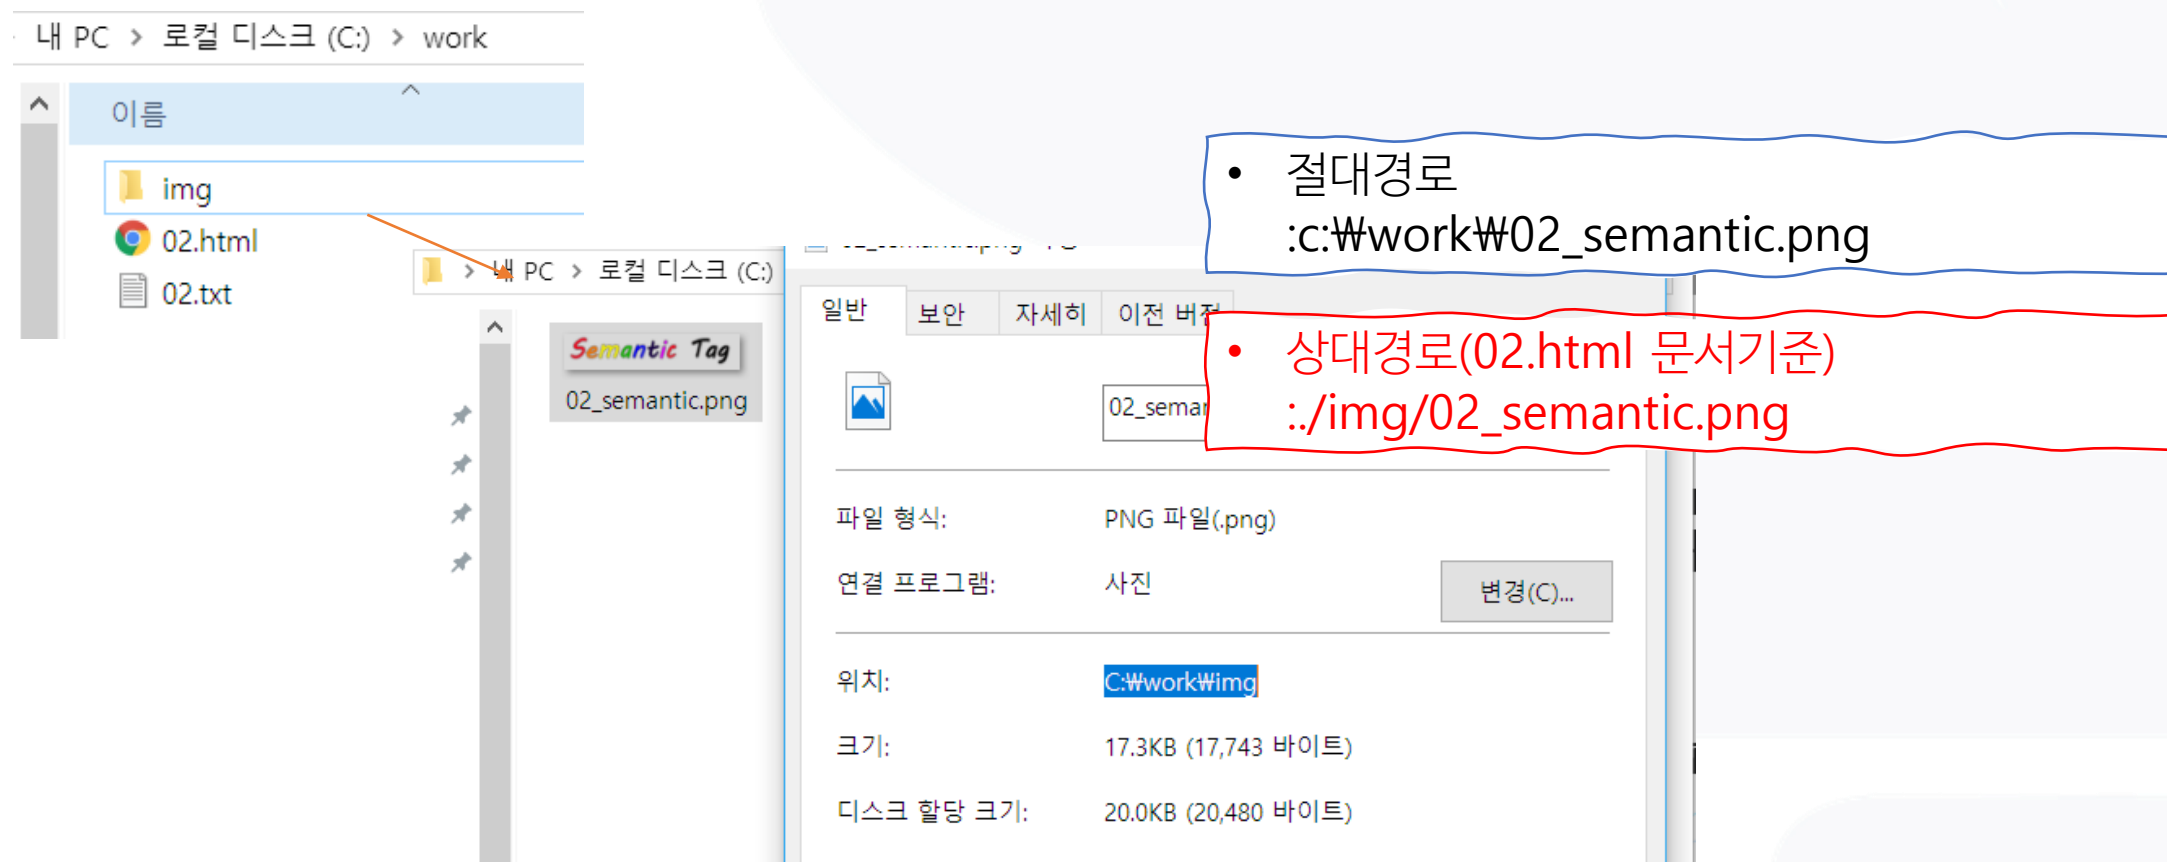 내 PC > 로컬 디스크 (C:) > work
이름
img
02.html
02.txt
> 내 PC > 로컬 디스크 (C:)
Semantic Tag
02_semantic.png
일반 보안 자세히 이전 버전
02_semar
파일 형식: PNG 파일(.png)
연결 프로그램: 사진 변경(C)...
위치: C:₩work₩img
크기: 17.3KB (17,743 바이트)
디스크 할당 크기: 20.0KB (20,480 바이트)
• 절대경로
:c:₩work₩02_semantic.png
• 상대경로(02.html 문서기준)
:./img/02_semantic.png